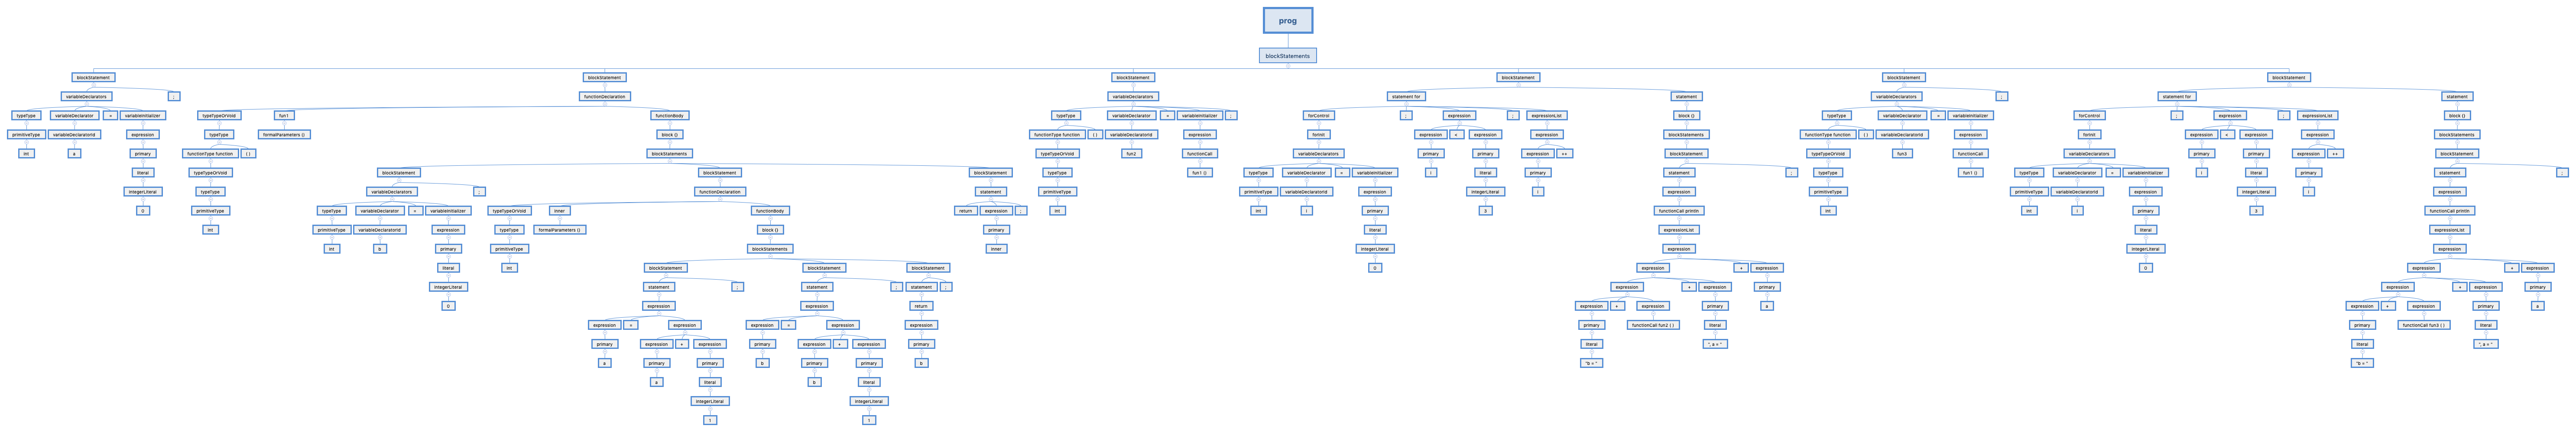 prog
blockStatements
blockStatement blockStatement blockStatement blockStatement blockStatement blockStatement
variableDeclarators ; functionDeclaration variableDeclarators statement for statement variableDeclarators ; statement for statement
typeType variableDeclarator = variableInitializer typeTypeOrVoid fun1 functionBody typeType variableDeclarator = variableInitializer ; forControl ; expression ; expressionList block {} typeType variableDeclarator = variableInitializer forControl ; expression ; expressionList block {}
primitiveType variableDeclaratorId expression typeType formalParameters () block {} functionType function ( ) variableDeclaratorId expression forInit expression < expression expression blockStatements functionType function ( ) variableDeclaratorId expression forInit expression < expression expression blockStatements
int a primary functionType function ( ) blockStatements typeTypeOrVoid fun2 functionCall variableDeclarators primary primary expression ++ blockStatement typeTypeOrVoid fun3 functionCall variableDeclarators primary primary expression ++ blockStatement
literal typeTypeOrVoid blockStatement blockStatement blockStatement typeType fun1 () typeType variableDeclarator = variableInitializer i literal primary statement ; typeType fun1 () typeType variableDeclarator = variableInitializer i literal primary statement ;
integerLiteral typeType variableDeclarators ; functionDeclaration statement primitiveType primitiveType variableDeclaratorId expression integerLiteral i expression primitiveType primitiveType variableDeclaratorId expression integerLiteral i expression
0 primitiveType typeType variableDeclarator = variableInitializer typeTypeOrVoid inner functionBody return expression ; int int i primary 3 functionCall println int int i primary 3 functionCall println
int primitiveType variableDeclaratorId expression typeType formalParameters () block {} primary literal expressionList literal expressionList
int b primary primitiveType blockStatements inner integerLiteral expression integerLiteral expression
literal int blockStatement blockStatement blockStatement 0 expression + expression 0 expression + expression
integerLiteral statement ; statement ; statement ; expression + expression primary expression + expression primary
0 expression expression return expression + expression primary a expression + expression primary a
expression = expression expression = expression expression primary functionCall fun2 ( ) literal primary functionCall fun3 ( ) literal
primary expression + expression primary expression + expression primary literal ", a = " literal ", a = "
a primary primary b primary primary b "b = " "b = "
a literal b literal
integerLiteral integerLiteral
1 1